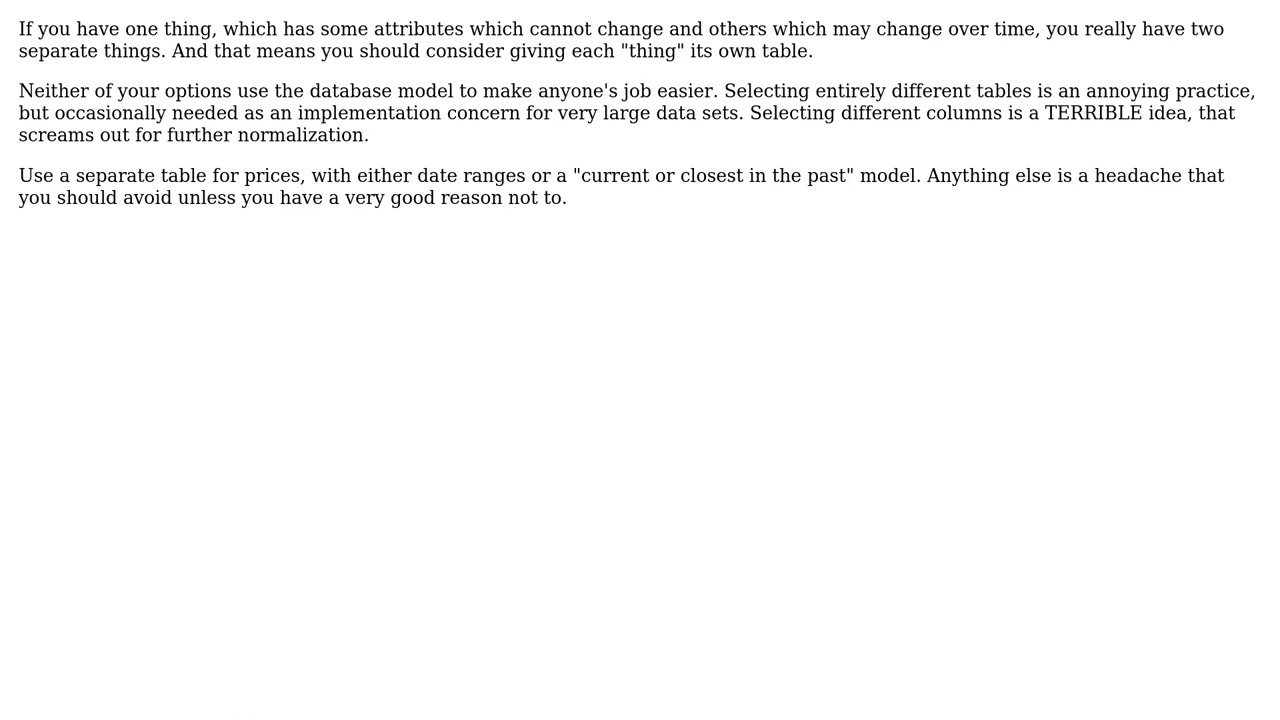 If you have one thing, which has some attributes which cannot change and others which may change over time, you really have two
separate things. And that means you should consider giving each "thing" its own table.
Neither of your options use the database model to make anyone's job easier. Selecting entirely different tables is an annoying practice,
but occasionally needed as an implementation concern for very large data sets. Selecting different columns is a TERRIBLE idea, that
screams out for further normalization.
Use a separate table for prices, with either date ranges or a "current or closest in the past" model. Anything else is a headache that
you should avoid unless you have a very good reason not to.